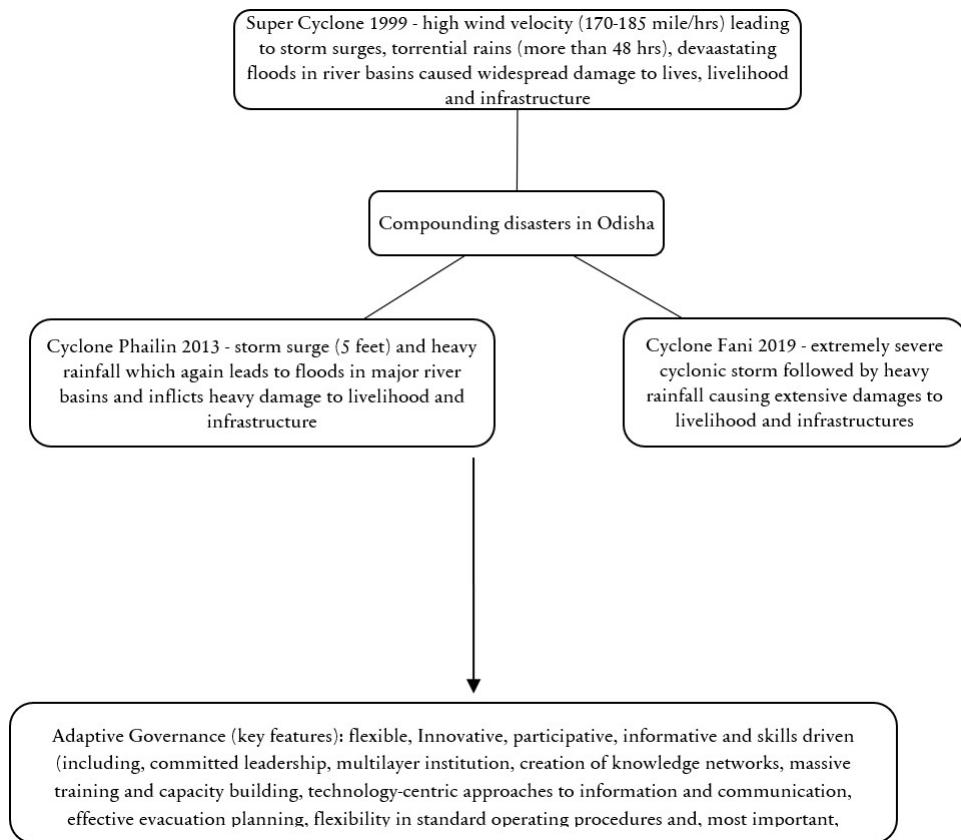 Super Cyclone 1999 - high wind velocity (170-185 mile/hrs) leading
to storm surges, torrential rains (more than 48 hrs), devaastating
floods in river basins caused widespread damage to lives, livelihood
and infrastructure
Compounding disasters in Odisha
Cyclone Phailin 2013 - storm surge (5 feet) and heavy
rainfall which again leads to floods in major river
basins and inflicts heavy damage to livelihood and
infrastructure
Cyclone Fani 2019 - extremely severe
cyclonic storm followed by heavy
rainfall causing extensive damages to
livelihood and infrastructures
Adaptive Governance (key features): flexible, Innovative, participative, informative and skills driven
(including, committed leadership, multilayer institution, creation of knowledge networks, massive
training and capacity building, technology-centric approaches to information and communication,
effective evacuation planning, flexibility in standard operating procedures and, most important,